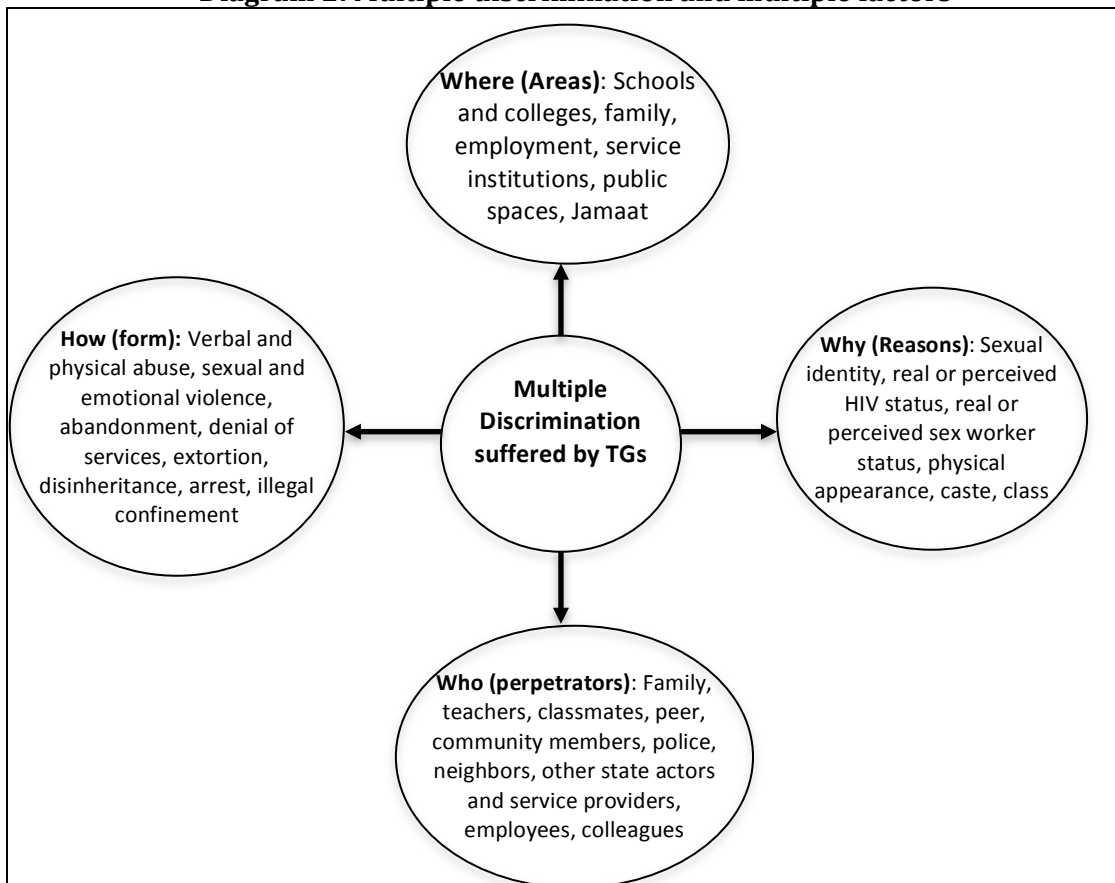 Diagram 2: Multiple discrimination and multiple factors
Where (Areas): Schools
and colleges, family,
employment, service
institutions, public
spaces, Jamaat
How (form): Verbal and
physical abuse, sexual and
emotional violence,
abandonment, denial of
services, extortion,
disinheritance, arrest, illegal
confinement
Multiple
Discrimination
suffered by TGs
Why (Reasons): Sexual
identity, real or perceived
HIV status, real or
perceived sex worker
status, physical
appearance, caste, class
Who (perpetrators): Family,
teachers, classmates, peer,
community members, police,
neighbors, other state actors
and service providers,
employees, colleagues